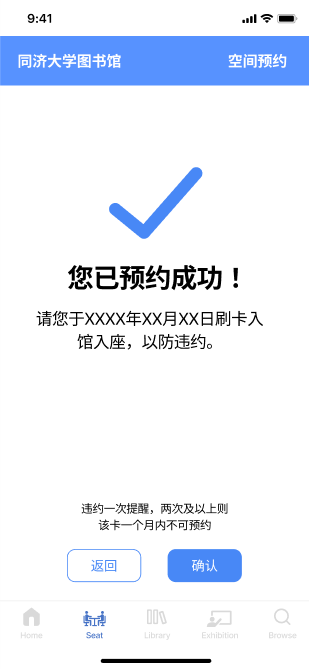 9:41
同济大学图书馆
空间预约
您已预约成功！
请您于XXXX年XX月XX日刷卡入
馆入座，以防违约。
违约一次提醒，两次及以上则
该卡一个月内不可预约
返回
确认
Home
Seat
Library
Exhibition
Browse